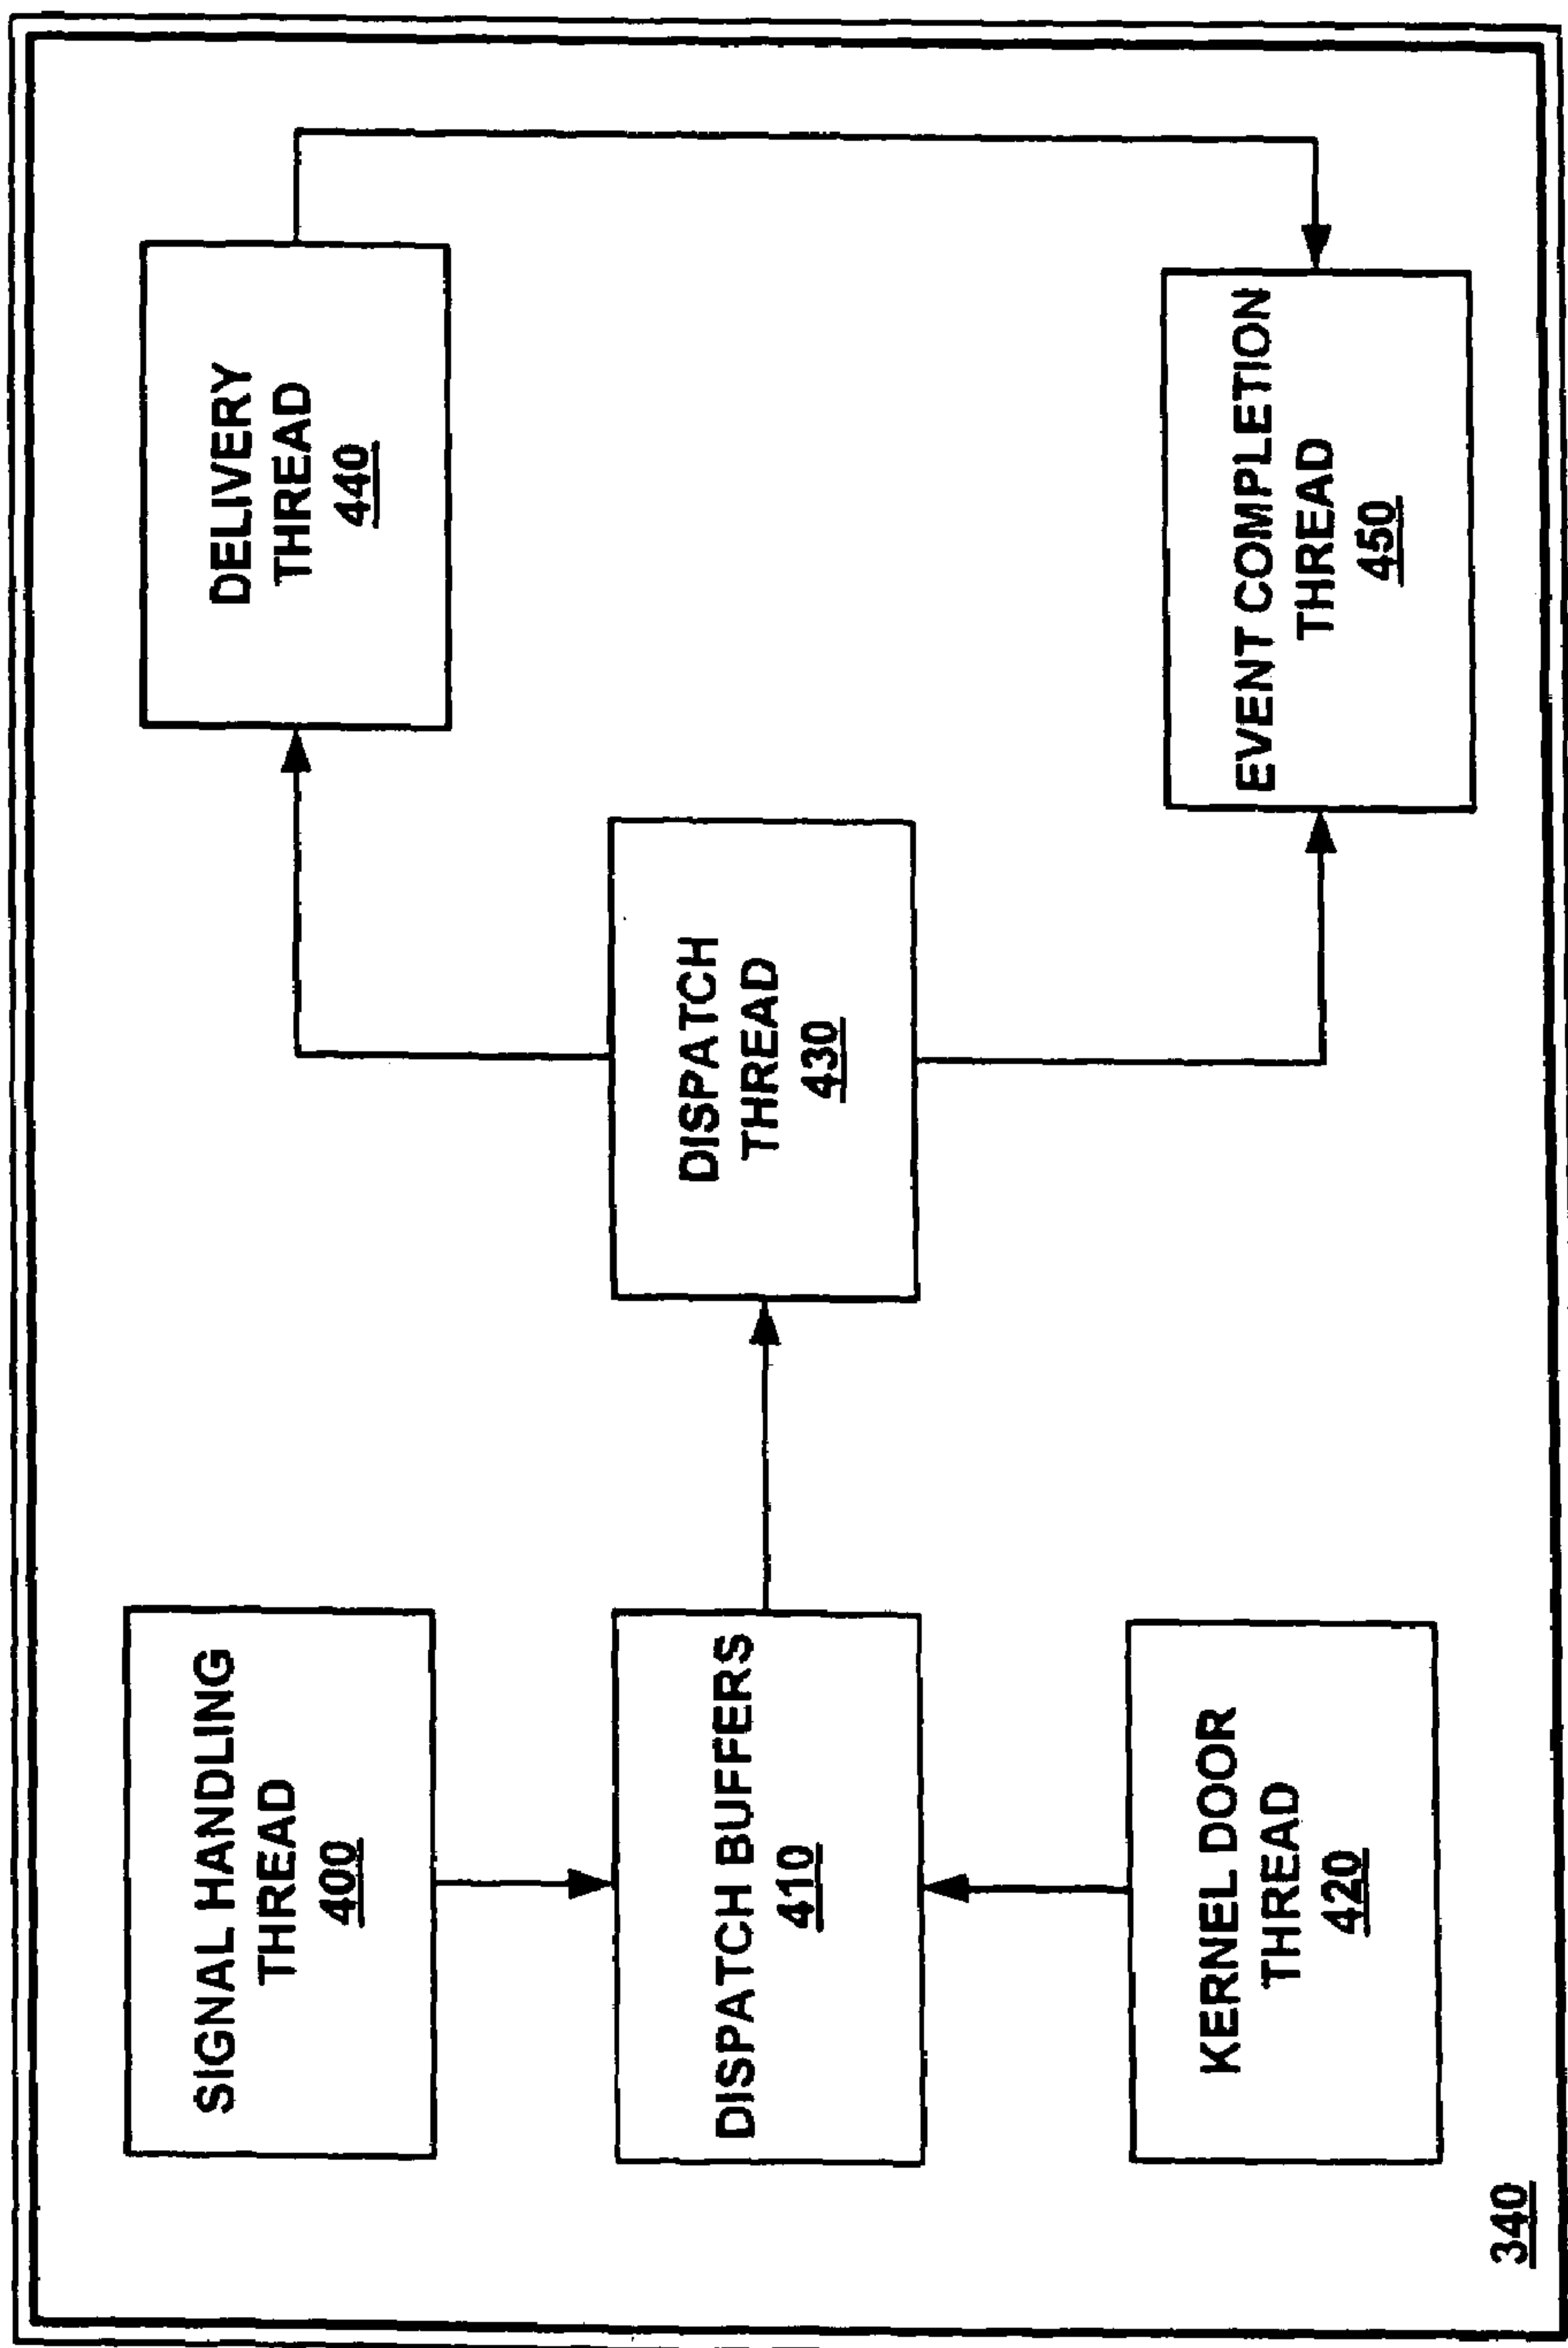 SIGNAL HANDLING
THREAD
400
DISPATCH BUFFERS
410
KERNEL DOOR
THREAD
420
DISPATCH
THREAD
430
DELIVERY
THREAD
440
EVENT COMPLETION
THREAD
450
340